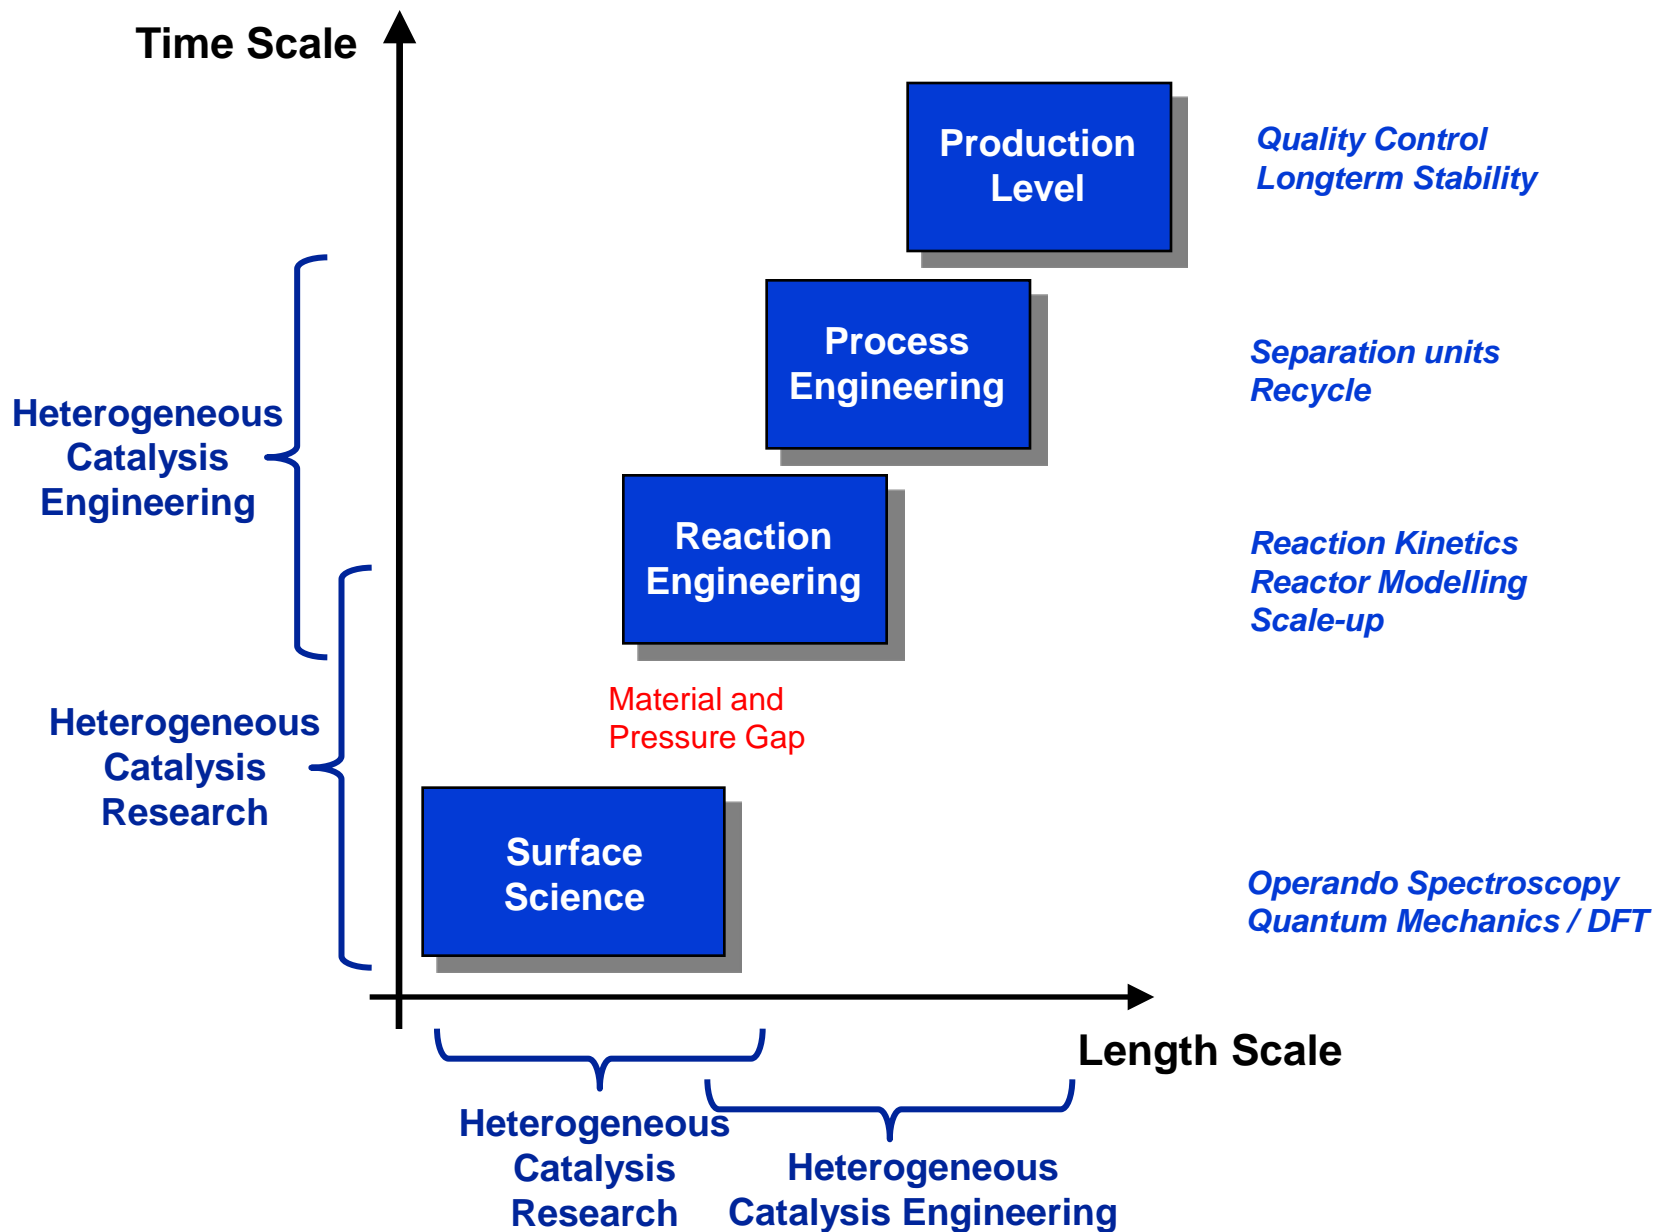 Time Scale
Production
Level
Quality Control
Longterm Stability
Process
Engineering
Separation units
Recycle
Heterogeneous
Catalysis
Engineering
Reaction
Engineering
Reaction Kinetics
Reactor Modelling
Scale-up
Material and
Pressure Gap
Heterogeneous
Catalysis
Research
Surface
Science
Operando Spectroscopy
Quantum Mechanics / DFT
Length Scale
Heterogeneous
Catalysis
Research
Heterogeneous
Catalysis Engineering